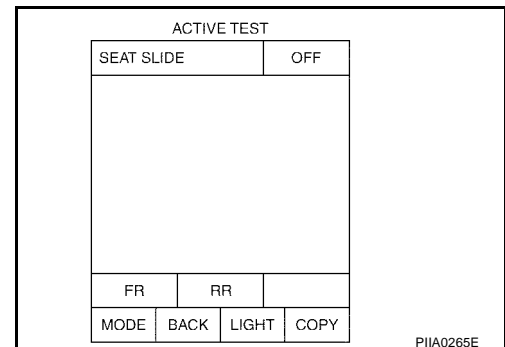 ACTIVE TEST
SEAT SLIDE OFF
FR RR
MODE BACK LIGHT COPY
PIIA0265E